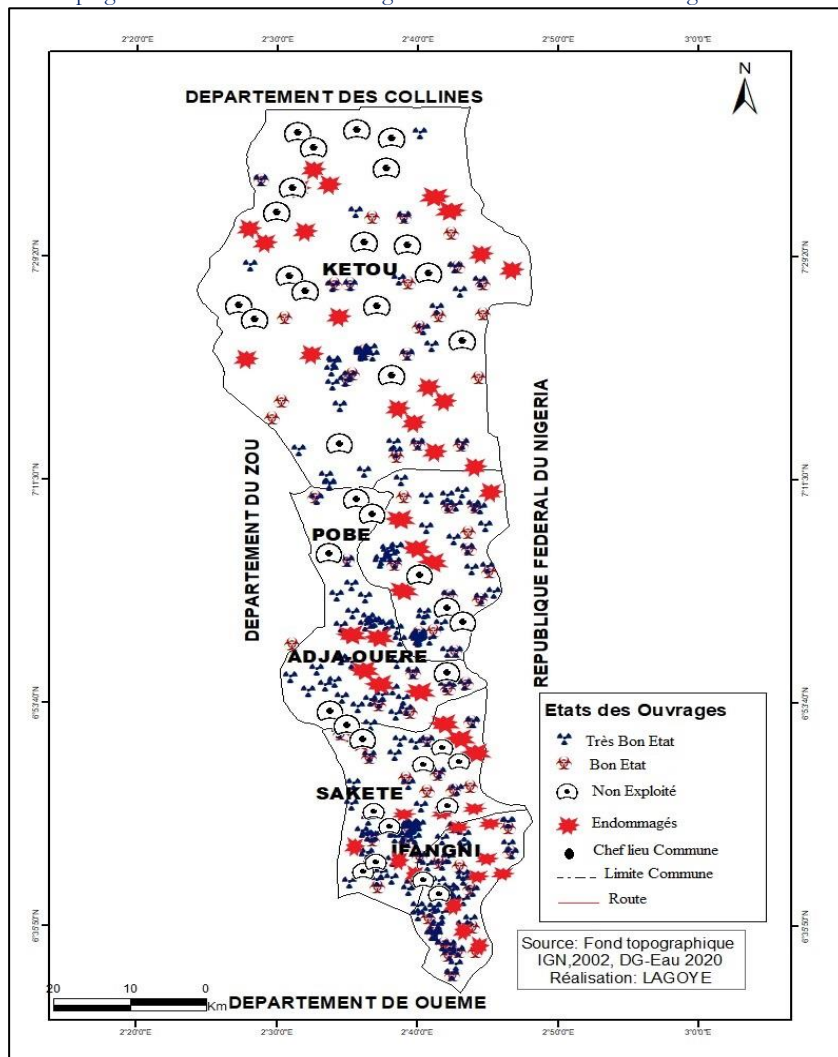 2°20'0"E 2°30'0"E 2°40'0"E 2°50'0"E 3°0'0"E
N
DEPARTEMENT DES COLLINES
7°29'20"N
7°29'20"N
KETOU
7°11'30"N
7°11'30"N
DEPARTEMENT DU ZOU
REPUBLIQUE FEDERAL DU NIGERIA
POBE
ADJA-OUERE
6°53'40"N
6°53'40"N
SAKETE
IFANGNI
6°35'50"N
6°35'50"N
Etats des Ouvrages
Très Bon Etat
Bon Etat
Non Exploité
Endommagés
Chef lieu Commune
Limite Commune
Route
Source: Fond topographique
IGN,2002, DG-Eau 2020
Réalisation: LAGOYE
20 10 0
Km
DEPARTEMENT DE OUEME
2°20'0"E 2°30'0"E 2°40'0"E 2°50'0"E 3°0'0"E